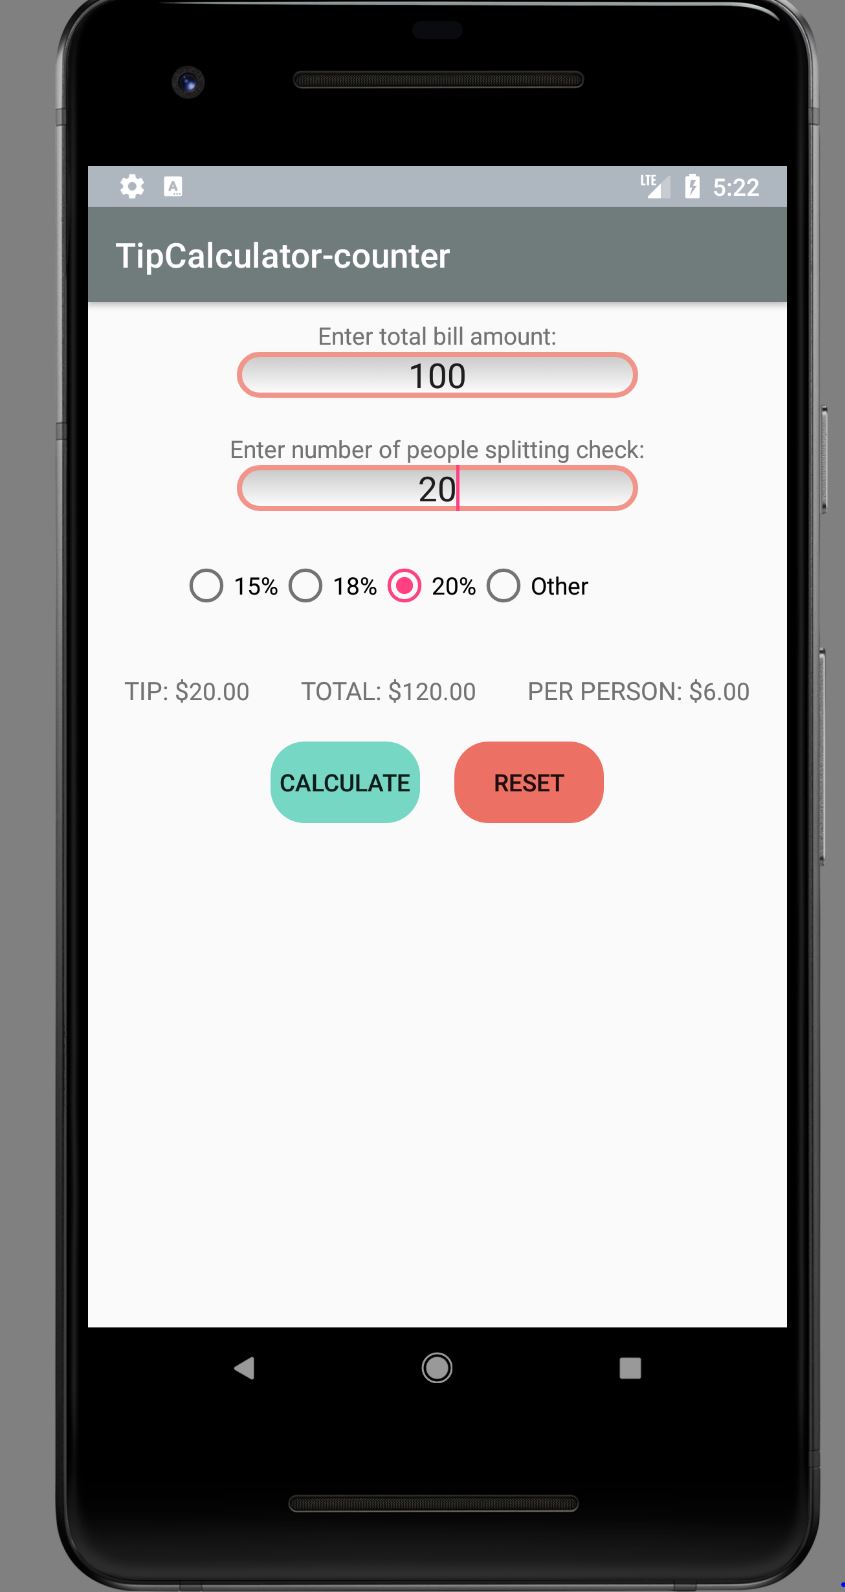 LTE 5:22
TipCalculator-counter
Enter total bill amount:
100
Enter number of people splitting check:
20
15% 18% 20% Other
TIP: $20.00 TOTAL: $120.00 PER PERSON: $6.00
CALCULATE RESET